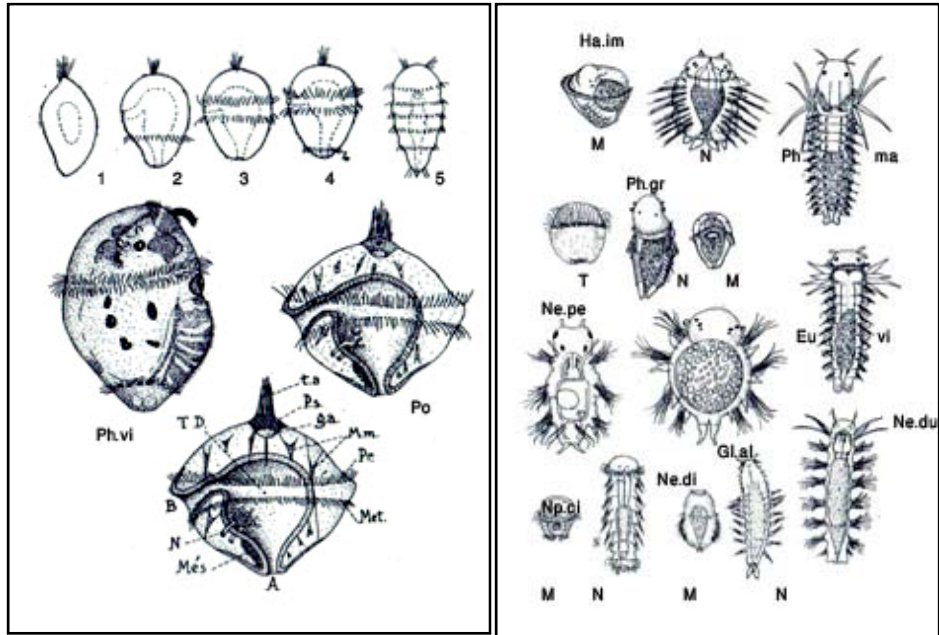 1 2 3 4 5
Ph.vi
Po
t.a
Ps.
T D.
M.m.
Pe
B
Met.
N
Més
A
Ha.im
M N Ph ma
Ph.gr
T N M
Ne.pe
Eu vi
Ne.du
Gl.al
Ne.di
Np.ci
M N M N